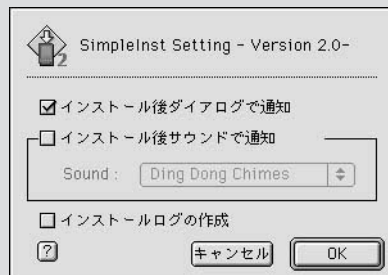 2
SimpleInst Setting - Version 2.0-
インストール後ダイアログで通知
インストール後サウンドで通知
Sound : Ding Dong Chimes
インストールログの作成
? キャンセル OK